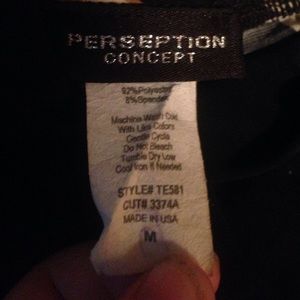 PERSEPTION
CONCEPT
92%Polyester
8%Spandex
Machine Wash Cold
With Like Colors
Gentle Cycle
Do Not Bleach
Tumble Dry Low
Cool Iron If Needed
STYLE# TE581
CUT# 3374A
MADE IN USA
M